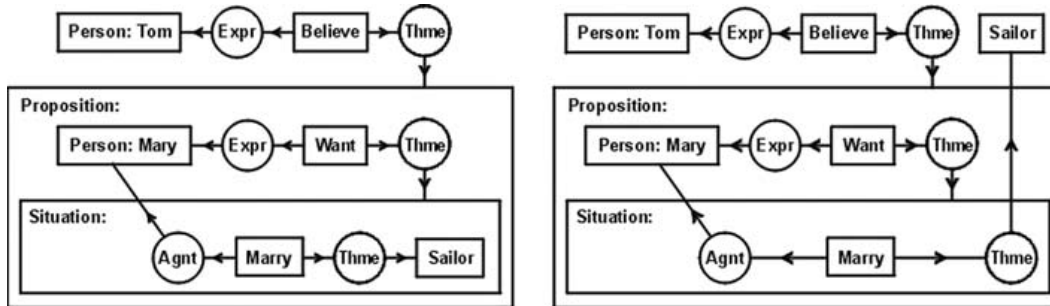 Person: Tom Expr Believe Thme
Proposition:
Person: Mary Expr Want Thme
Situation:
Agnt Marry Thme Sailor
Person: Tom Expr Believe Thme Sailor
Proposition:
Person: Mary Expr Want Thme
Situation:
Agnt Marry Thme